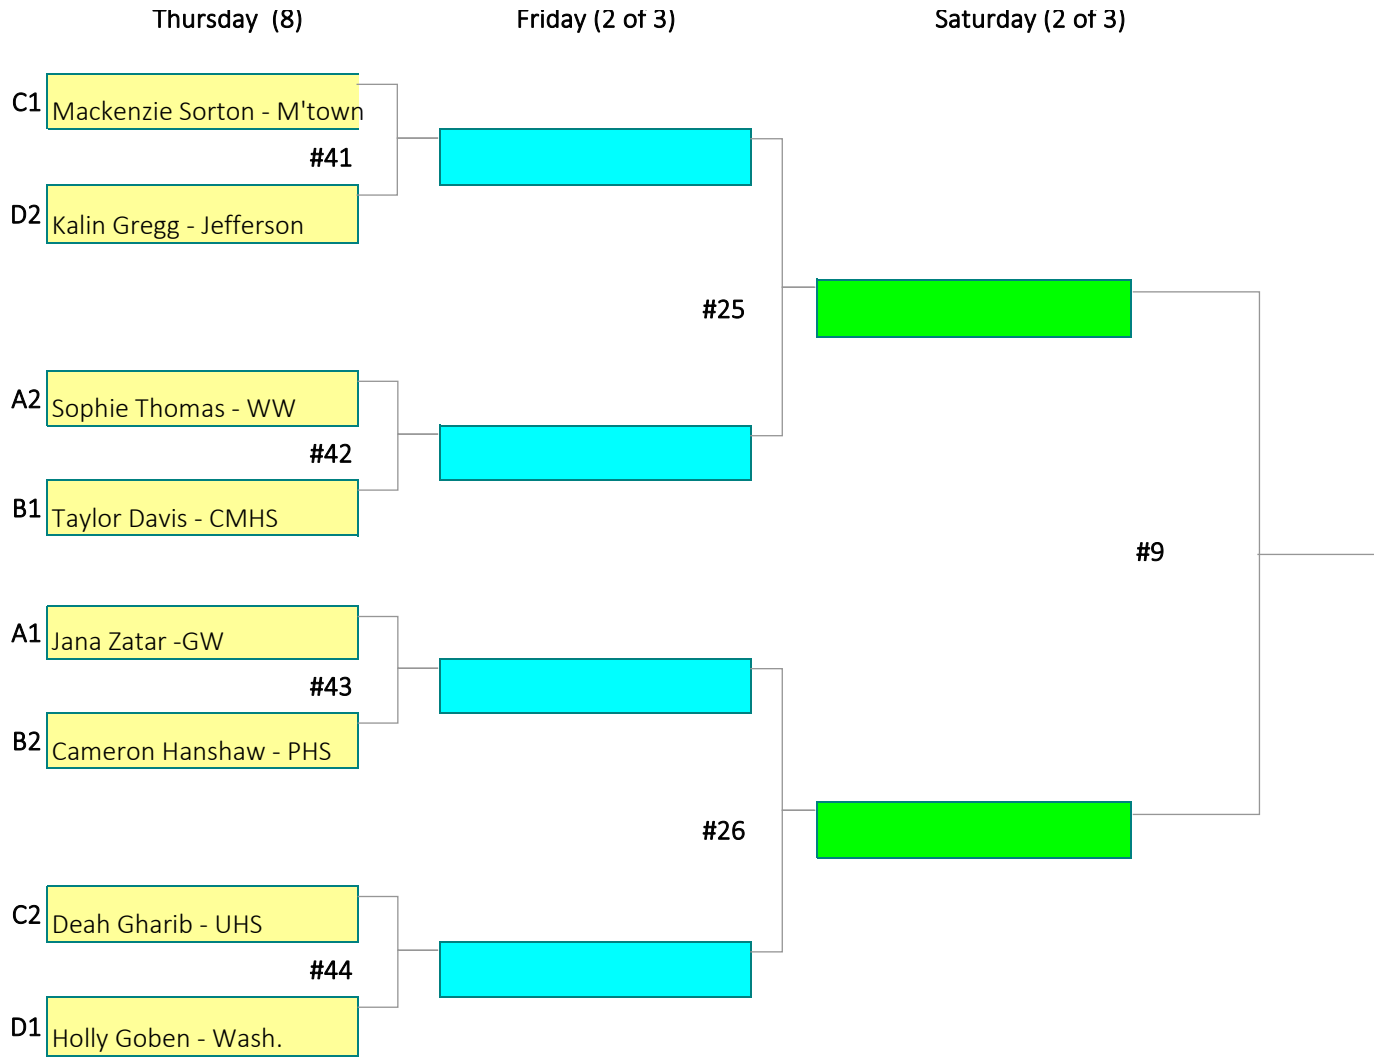 Thursday  (8)
Friday (2 of 3)
Saturday (2 of 3)
C1
Mackenzie Sorton - M'town
#41
D2
Kalin Gregg - Jefferson
#25
A2
Sophie Thomas - WW
#42
B1
Taylor Davis - CMHS
#9
A1
Jana Zatar -GW
#43
B2
Cameron Hanshaw - PHS
#26
C2
Deah Gharib - UHS
#44
D1
Holly Goben - Wash.